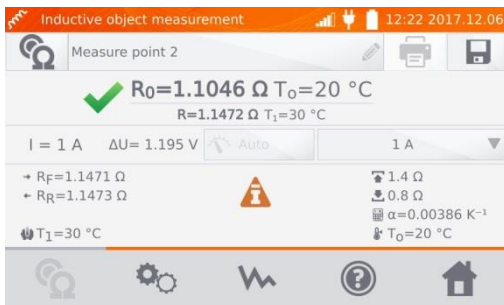 Inductive object measurement 12:22 2017.12.06
Measure point 2
R0=1.1046 Ω To=20 °C
R=1.1472 Ω T1=30 °C
I = 1 A ΔU= 1.195 V Auto 1 A
RF=1.1471 Ω 1.4 Ω
RR=1.1473 Ω 0.8 Ω
α=0.00386 K⁻¹
T1=30 °C To=20 °C